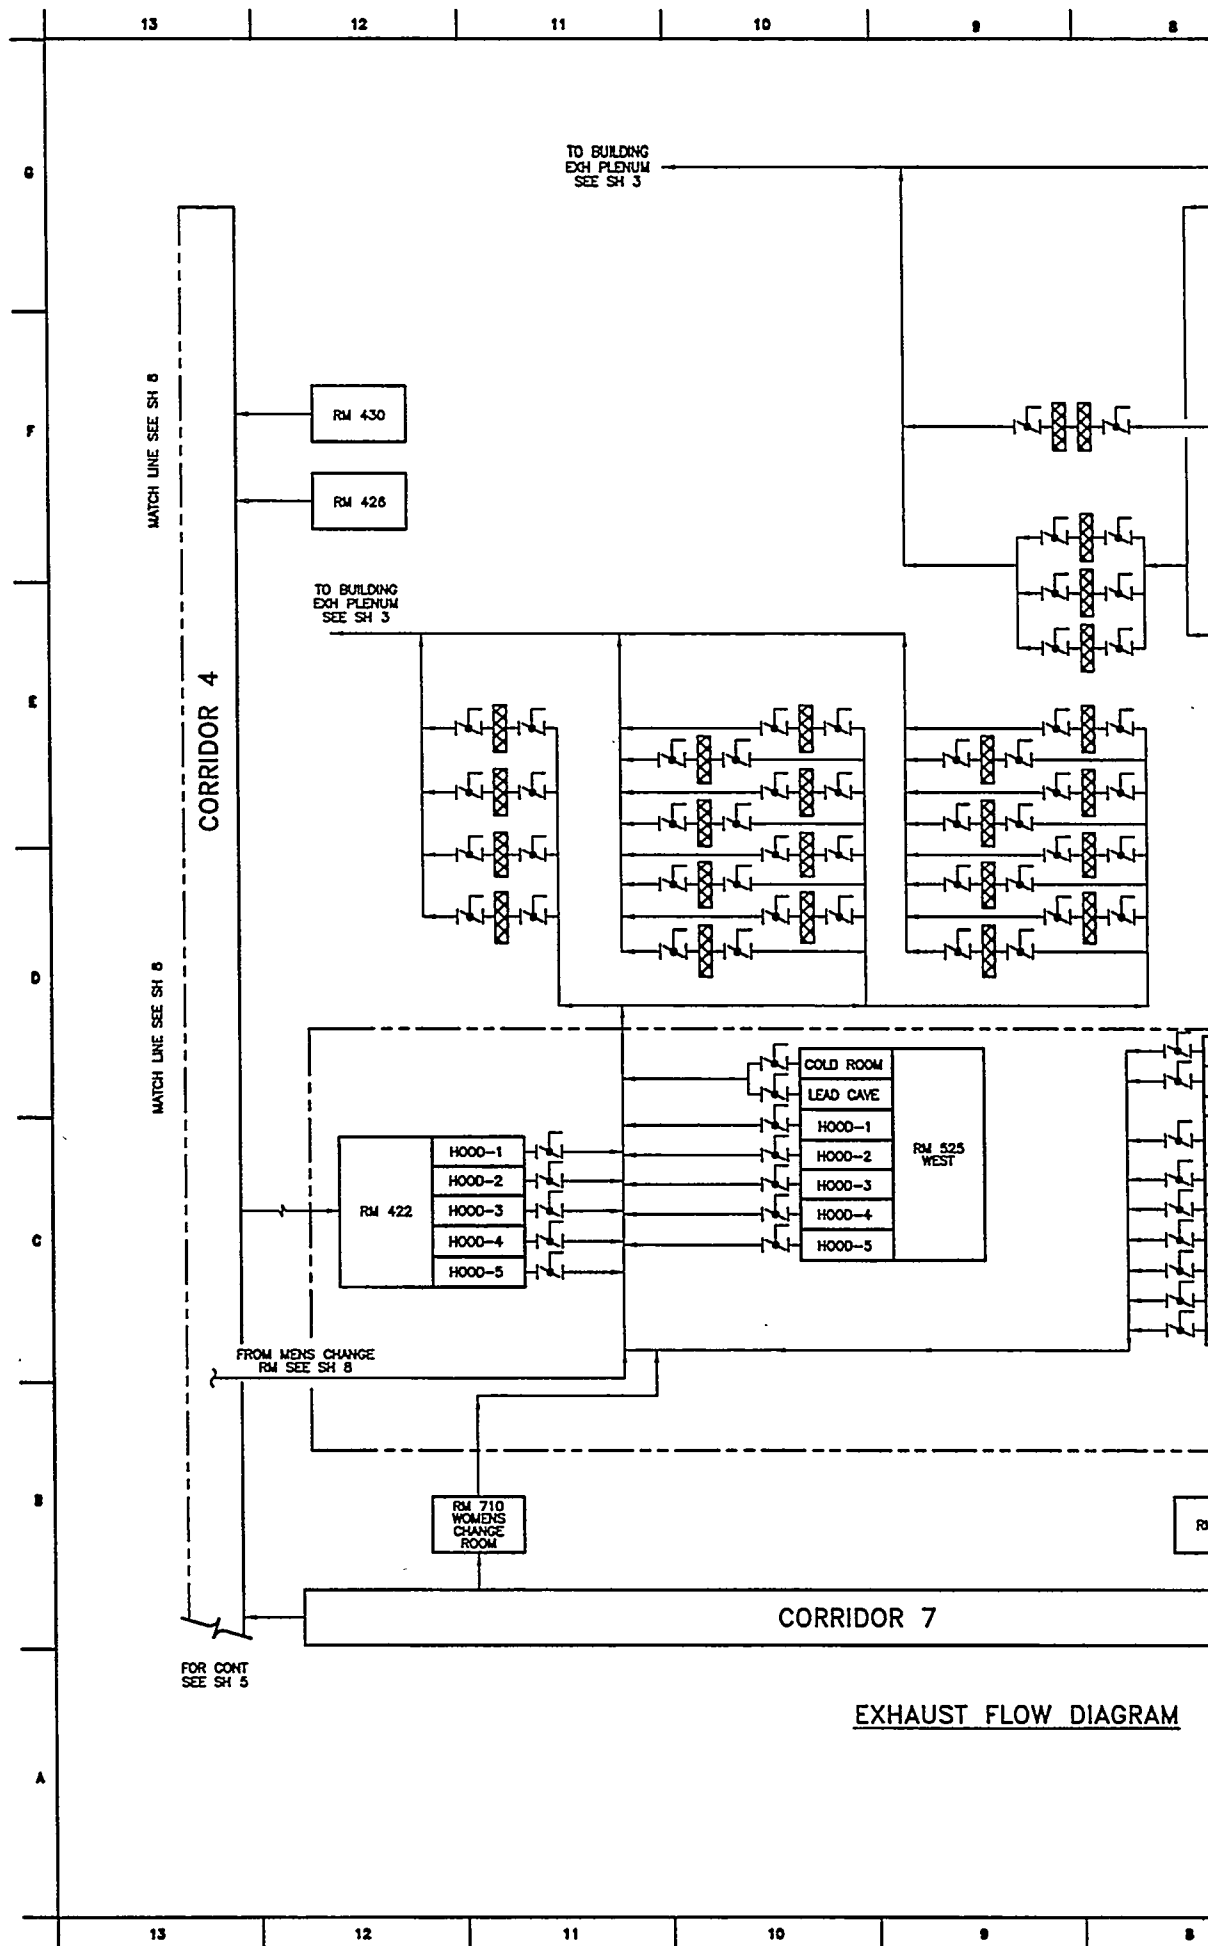 13 12 11 10 9 8
G
TO BUILDING
EXH PLENUM
SEE SH 3
MATCH LINE SEE SH 8
F
RM 430
RM 426
TO BUILDING
EXH PLENUM
SEE SH 3
E
CORRIDOR 4
D
MATCH LINE SEE SH 8
COLD ROOM
LEAD CAVE
HOOD-1
HOOD-2
HOOD-3
HOOD-4
HOOD-5
RM 525
WEST
C
RM 422
HOOD-1
HOOD-2
HOOD-3
HOOD-4
HOOD-5
FROM MENS CHANGE
RM SEE SH 8
B
RM 710
WOMENS
CHANGE
ROOM
CORRIDOR 7
FOR CONT
SEE SH 5
EXHAUST FLOW DIAGRAM
A
13 12 11 10 9 8